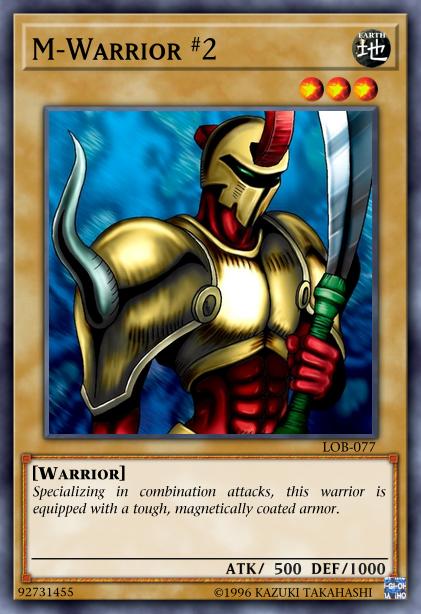 M-Warrior #2
EARTH
地
LOB-077
[Warrior]
Specializing in combination attacks, this warrior is
equipped with a tough, magnetically coated armor.
ATK/ 500 DEF/1000
92731455
©1996 KAZUKI TAKAHASHI